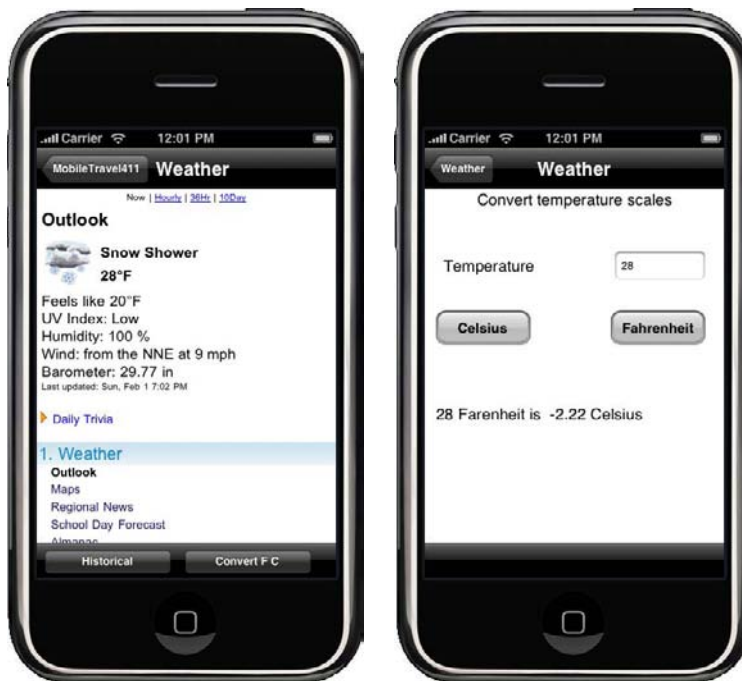 Carrier 12:01 PM
MobileTravel411 Weather
Now | Hourly | 36Hr | 10Day
Outlook
Snow Shower
28°F
Feels like 20°F
UV Index: Low
Humidity: 100 %
Wind: from the NNE at 9 mph
Barometer: 29.77 in
Last updated: Sun, Feb 1 7:02 PM
Daily Trivia
1. Weather
Outlook
Maps
Regional News
School Day Forecast
Almanac
Historical Convert F C
Carrier 12:01 PM
Weather Weather
Convert temperature scales
Temperature 28
Celsius Fahrenheit
28 Farenheit is -2.22 Celsius